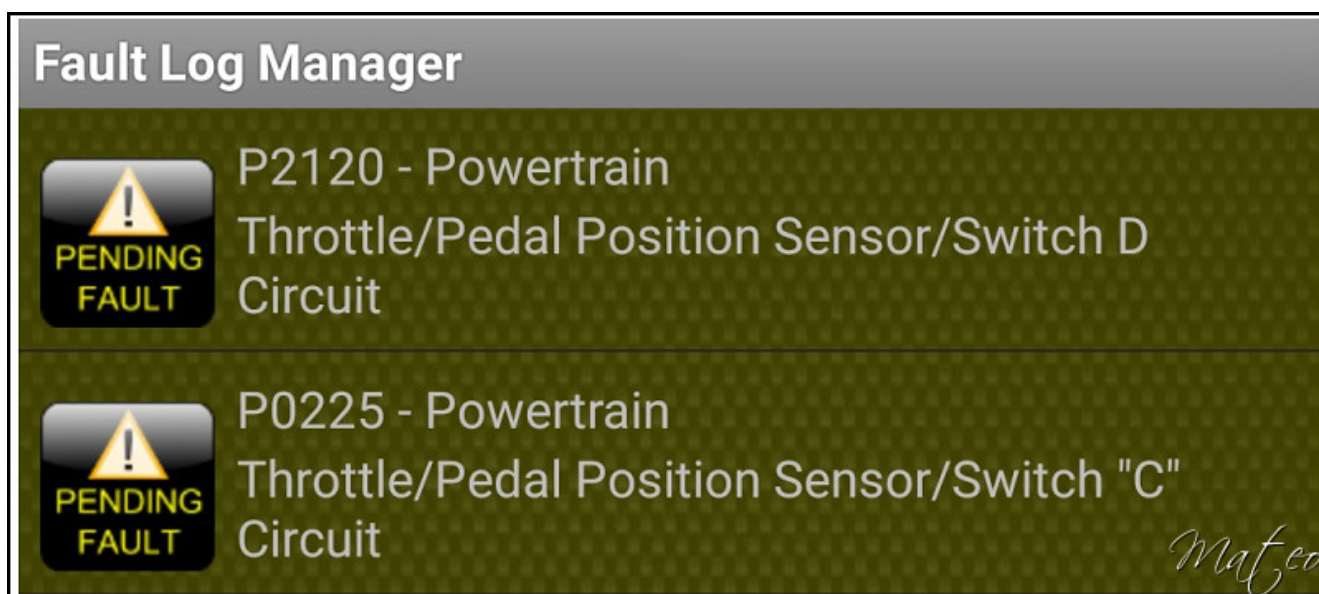 Fault Log Manager
P2120 - Powertrain
Throttle/Pedal Position Sensor/Switch D
Circuit
PENDING
FAULT
P0225 - Powertrain
Throttle/Pedal Position Sensor/Switch "C"
Circuit
PENDING
FAULT
Mateo